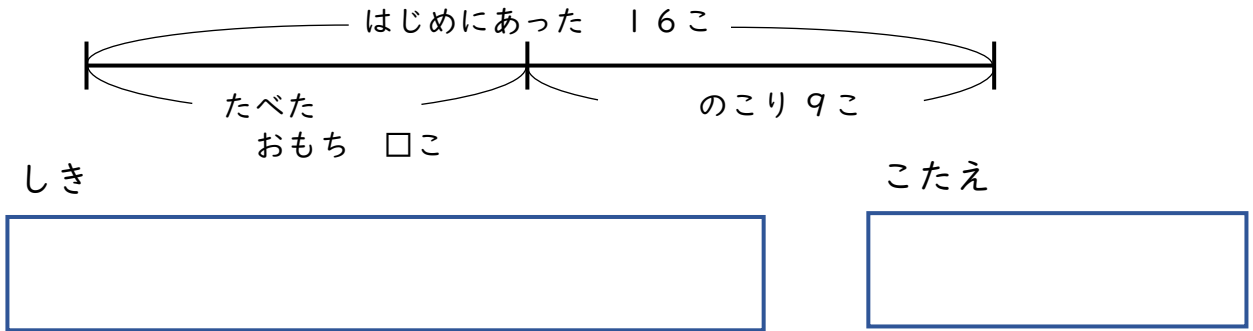 はじめにあった　１６こ
たべた
おもち　□こ
のこり ９こ
しき
こたえ